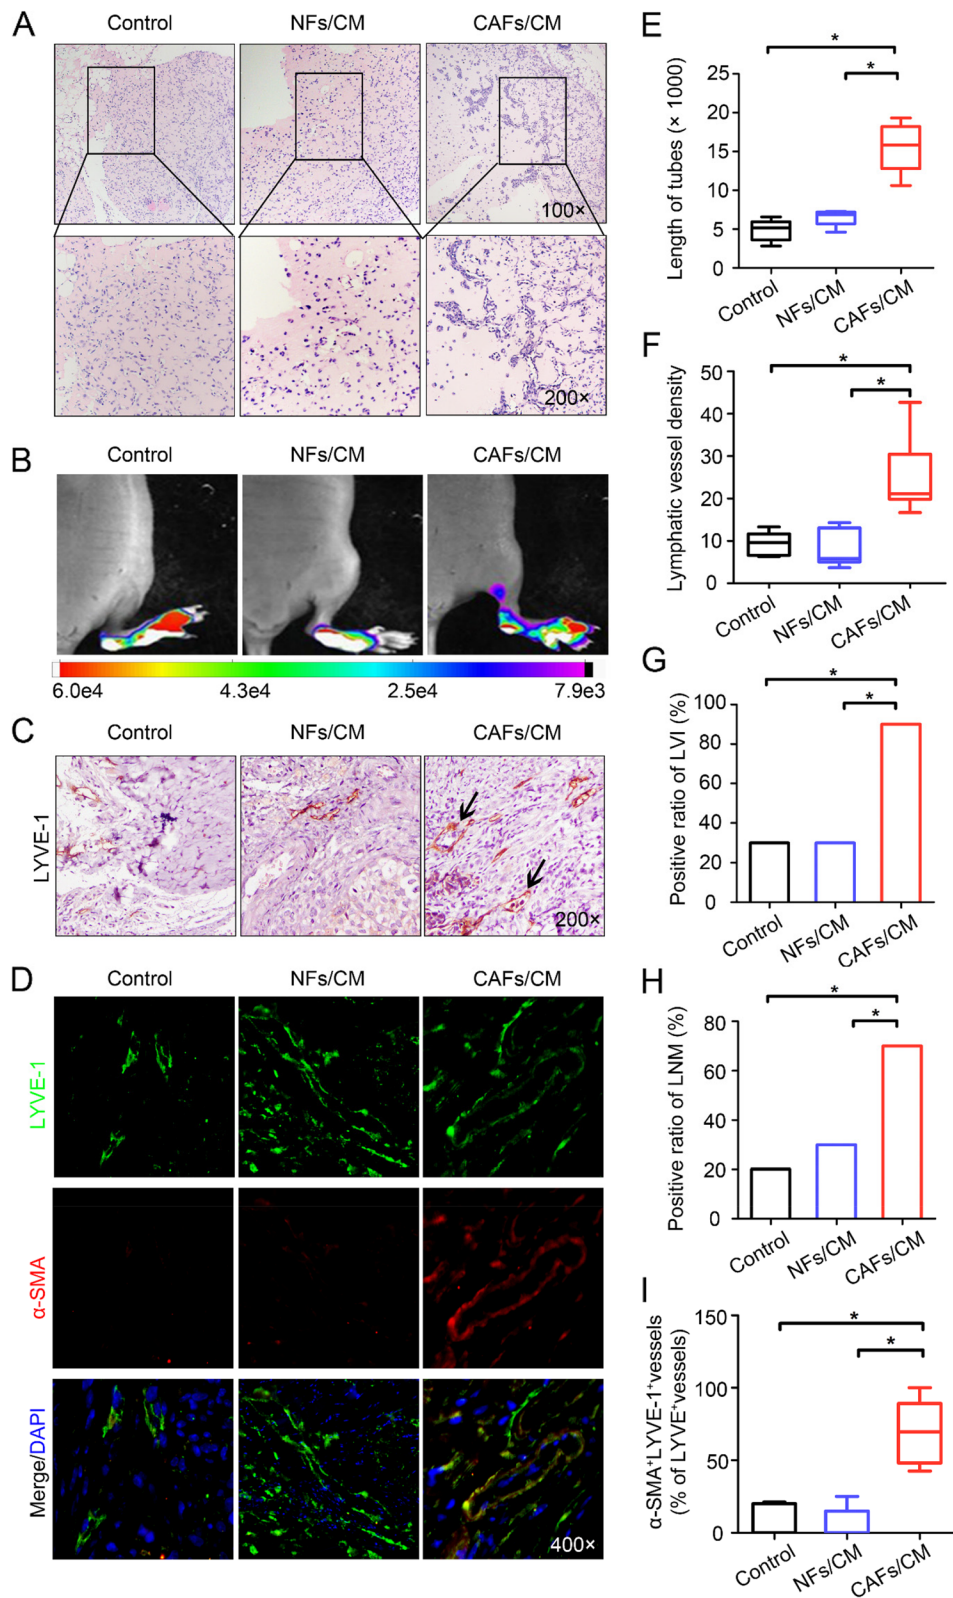 A
Control
NFs/CM
CAFs/CM
100×
200×
B
Control
NFs/CM
CAFs/CM
6.0e4
4.3e4
2.5e4
7.9e3
C
Control
NFs/CM
CAFs/CM
LYVE-1
200×
D
Control
NFs/CM
CAFs/CM
LYVE-1
α-SMA
Merge/DAPI
400×
E
*
*
Length of tubes (× 1000)
25
20
15
10
5
0
Control
NFs/CM
CAFs/CM
F
*
*
Lymphatic vessel density
50
40
30
20
10
0
Control
NFs/CM
CAFs/CM
G
*
*
Positive ratio of LVI (%)
100
80
60
40
20
0
Control
NFs/CM
CAFs/CM
H
*
*
Positive ratio of LNM (%)
80
60
40
20
0
Control
NFs/CM
CAFs/CM
I
*
*
α-SMA⁺LYVE-1⁺vessels
(% of LYVE⁺vessels)
150
100
50
0
Control
NFs/CM
CAFs/CM